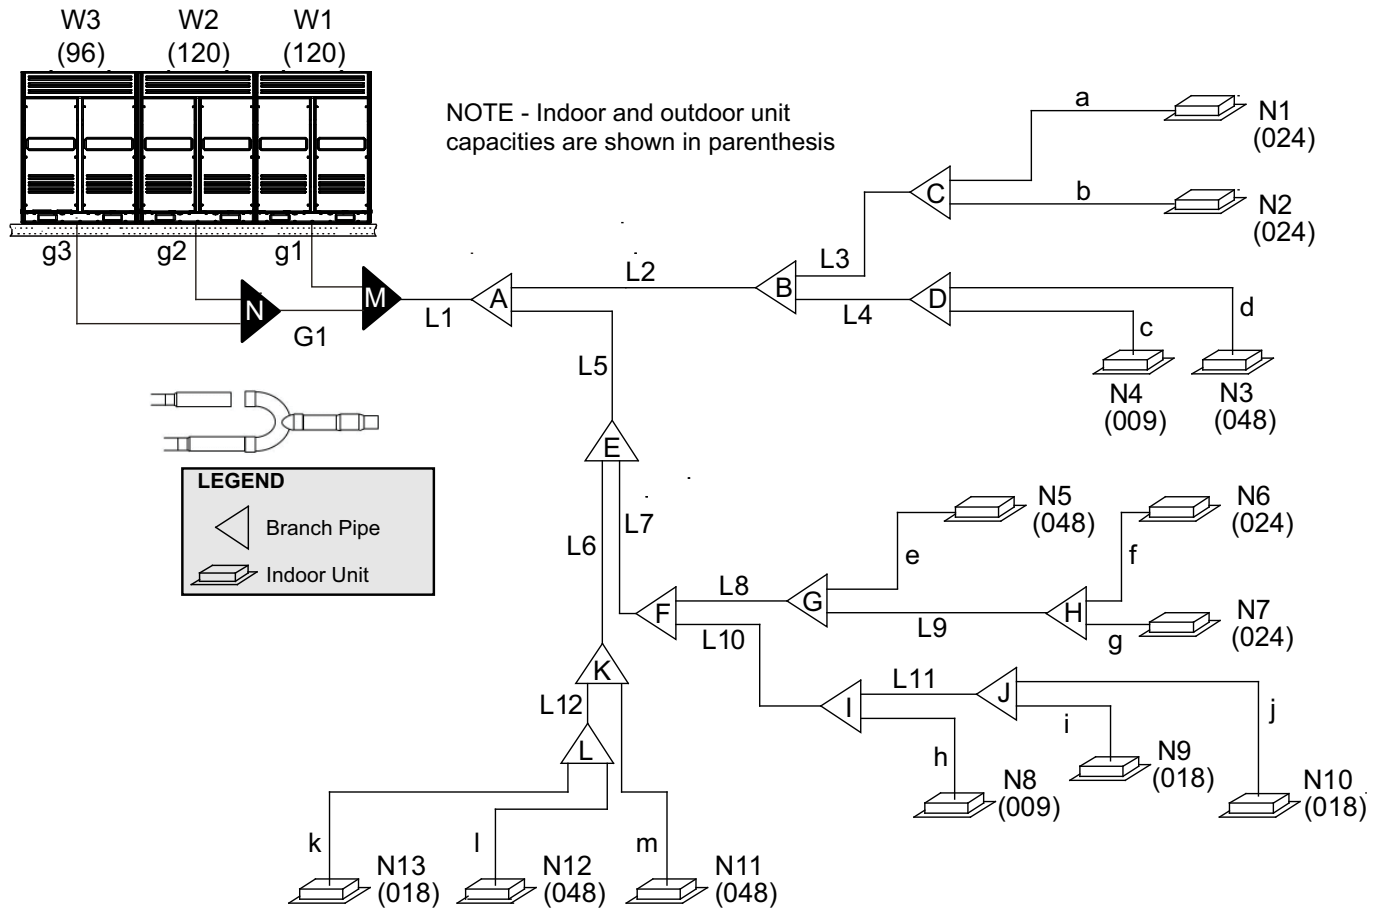 W3
(96)
W2
(120)
W1
(120)
NOTE - Indoor and outdoor unit
capacities are shown in parenthesis
a
N1
(024)
C
b
N2
(024)
g3
g2
g1
N
M
G1
L1
A
L2
B
L3
L4
D
d
c
N4
(009)
N3
(048)
L5
E
LEGEND
Branch Pipe
Indoor Unit
L6
L7
N5
(048)
N6
(024)
e
f
F
L8
G
L9
H
N7
(024)
g
L10
K
L12
L
I
L11
J
j
i
h
N8
(009)
N9
(018)
N10
(018)
k
l
m
N13
(018)
N12
(048)
N11
(048)